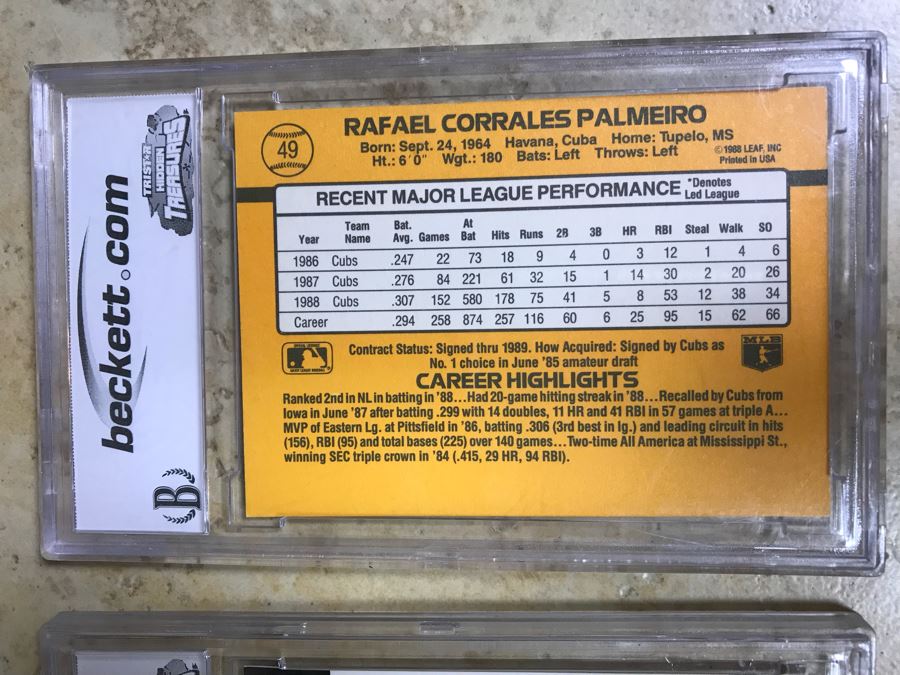 beckett.com
TRISTAR
HIDDEN
TREASURES
B
49
RAFAEL CORRALES PALMEIRO
Born: Sept. 24, 1964 Havana, Cuba Home: Tupelo, MS
Ht.: 6'0" Wgt.: 180 Bats: Left Throws: Left
©1988 LEAF, INC
Printed in USA
RECENT MAJOR LEAGUE PERFORMANCE *Denotes Led League
Year Team Name Bat. Avg. Games At Bat Hits Runs 2B 3B HR RBI Steal Walk SO
1986 Cubs .247 22 73 18 9 4 0 3 12 1 4 6
1987 Cubs .276 84 221 61 32 15 1 14 30 2 20 26
1988 Cubs .307 152 580 178 75 41 5 8 53 12 38 34
Career .294 258 874 257 116 60 6 25 95 15 62 66
Contract Status: Signed thru 1989. How Acquired: Signed by Cubs as
No. 1 choice in June '85 amateur draft
MLB
CAREER HIGHLIGHTS
Ranked 2nd in NL in batting in '88...Had 20-game hitting streak in '88...Recalled by Cubs from
Iowa in June '87 after batting .299 with 14 doubles, 11 HR and 41 RBI in 57 games at triple A...
MVP of Eastern Lg. at Pittsfield in '86, batting .306 (3rd best in lg.) and leading circuit in hits
(156), RBI (95) and total bases (225) over 140 games...Two-time All America at Mississippi St.,
winning SEC triple crown in '84 (.415, 29 HR, 94 RBI).